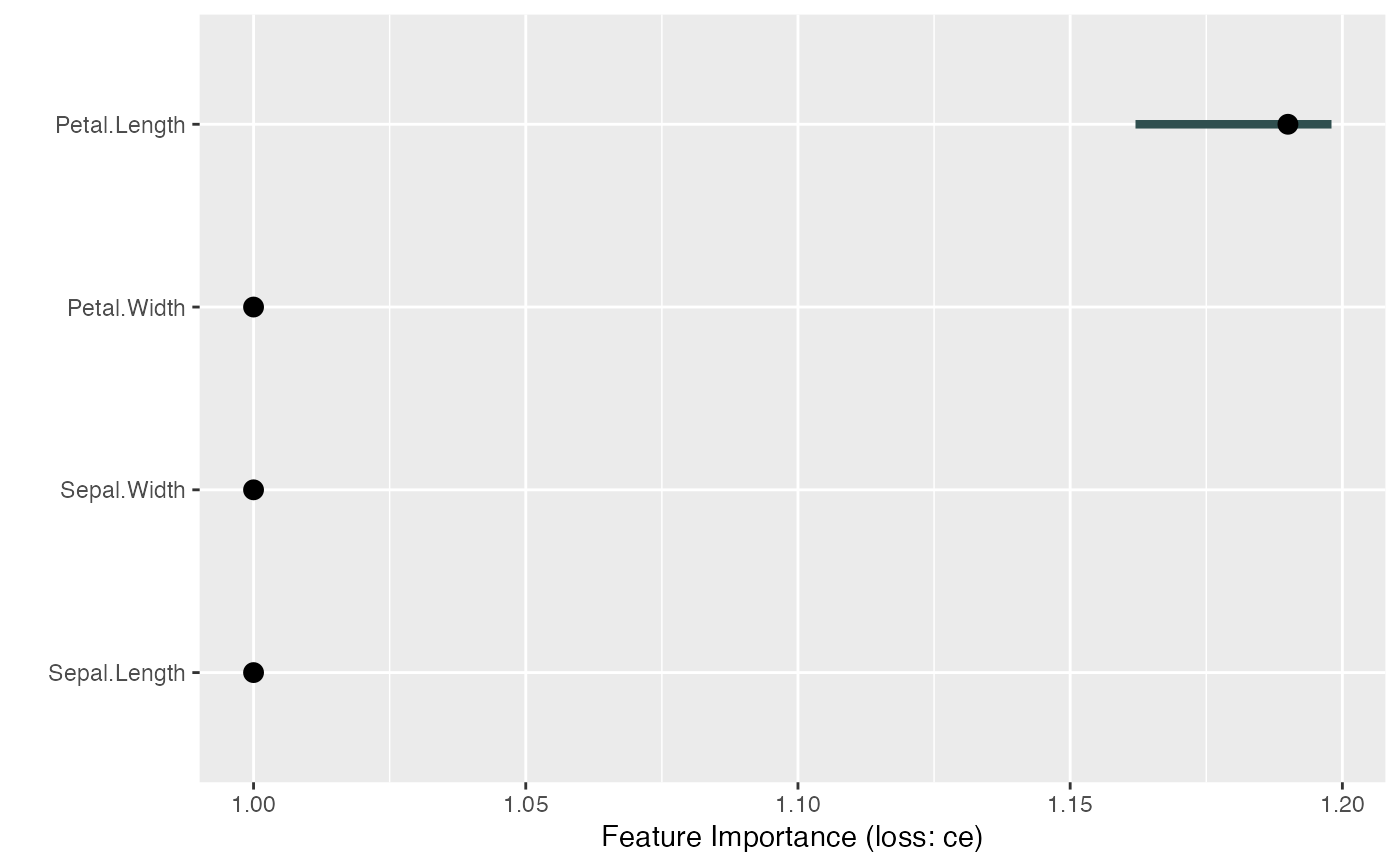 Petal.Length
Petal.Width
Sepal.Width
Sepal.Length
1.00 1.05 1.10 1.15 1.20
Feature Importance (loss: ce)